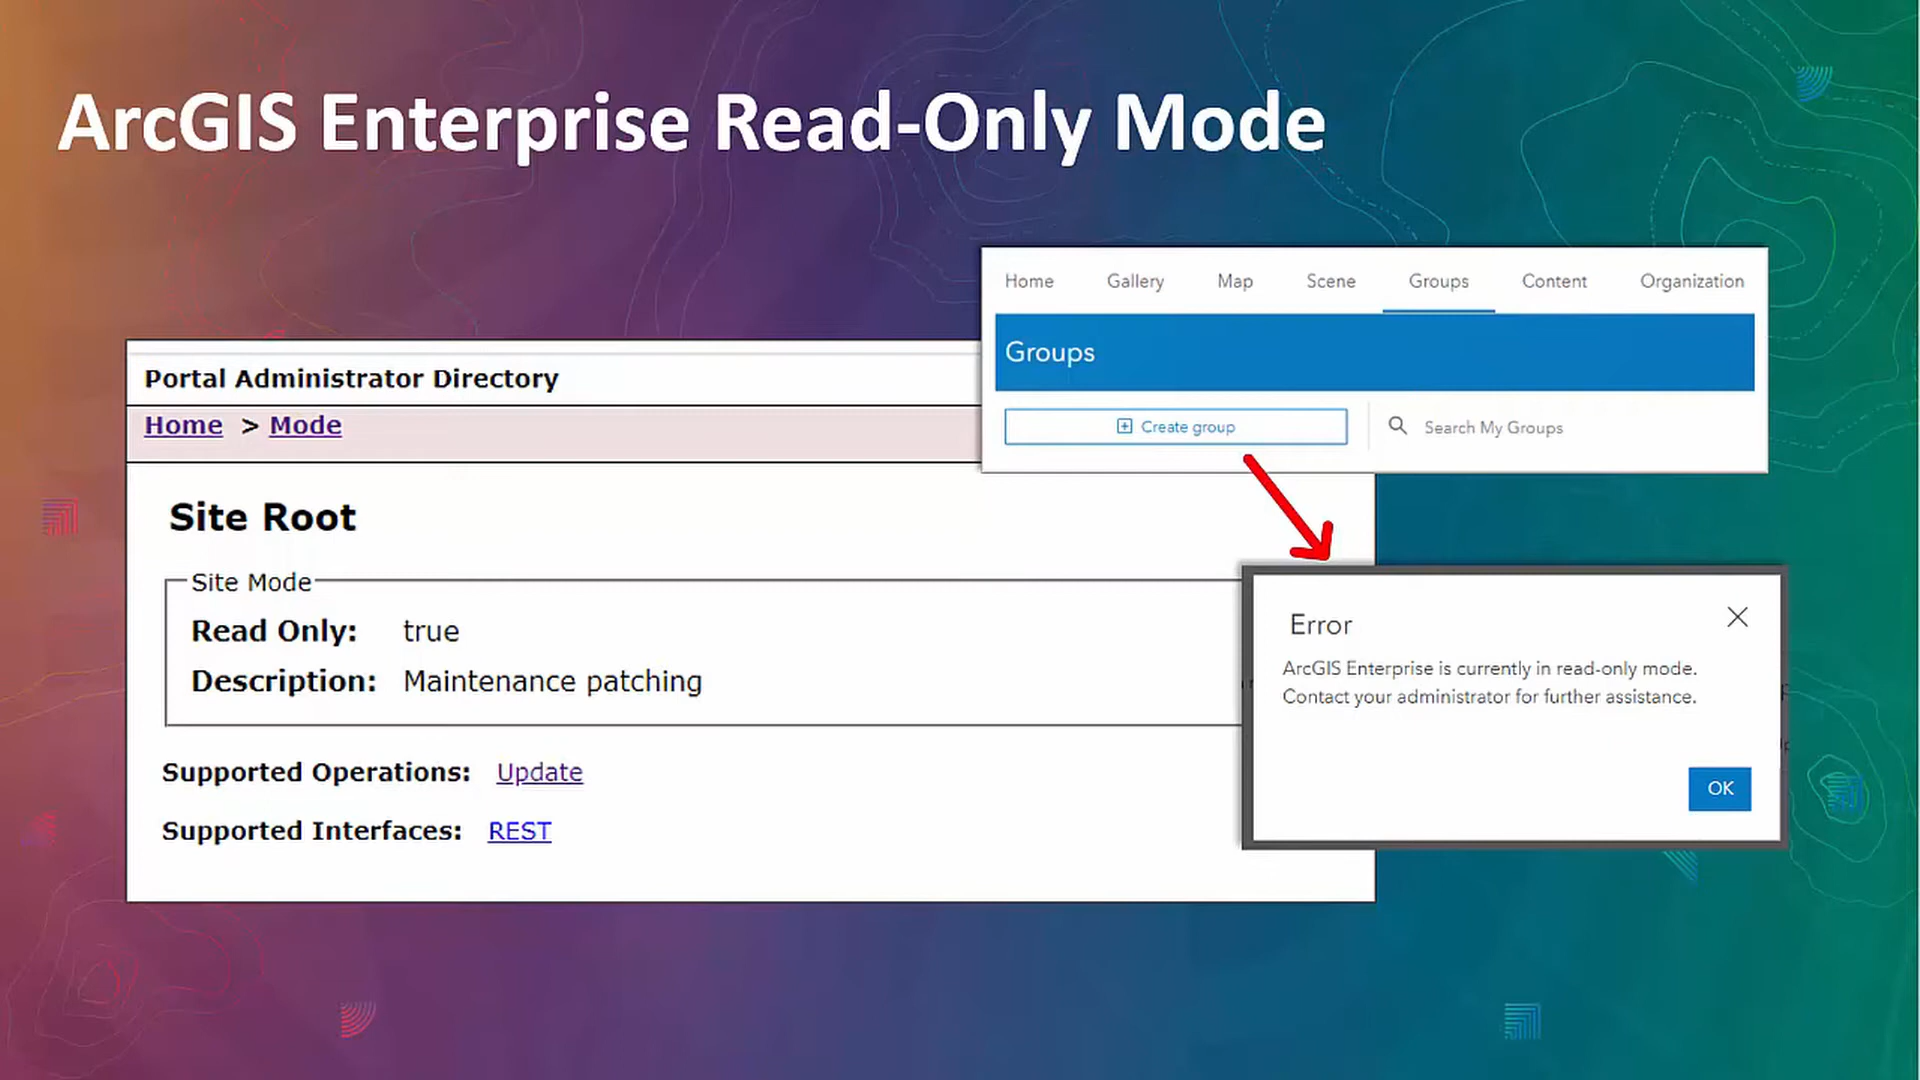 ArcGIS Enterprise Read-Only Mode
Home Gallery Map Scene Groups Content Organization
Groups
Create group
Search My Groups
Portal Administrator Directory
Home > Mode
Site Root
Site Mode
Read Only: true
Description: Maintenance patching
Supported Operations: Update
Supported Interfaces: REST
Error
ArcGIS Enterprise is currently in read-only mode.
Contact your administrator for further assistance.
OK